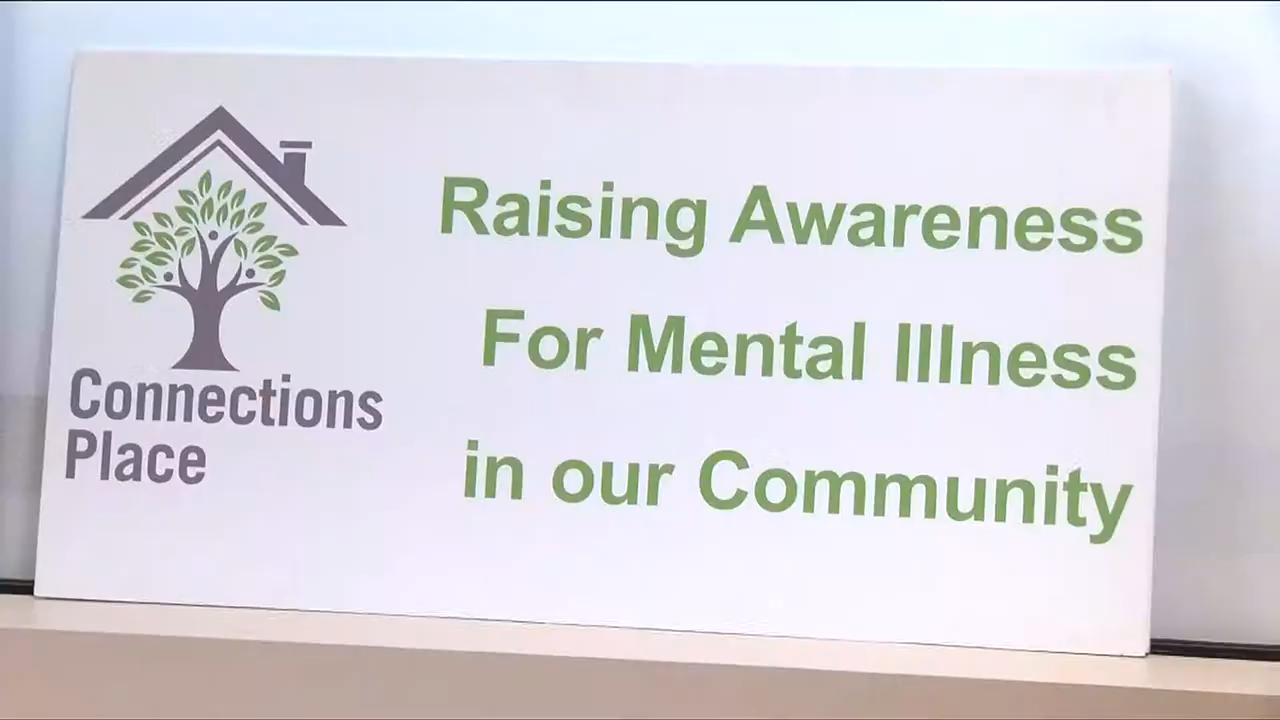 Connections
Place
Raising Awareness
For Mental Illness
in our Community